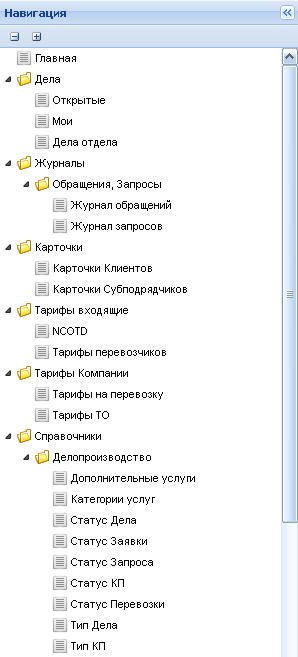 Навигация
Главная
Дела
Открытые
Мои
Дела отдела
Журналы
Обращения, Запросы
Журнал обращений
Журнал запросов
Карточки
Карточки Клиентов
Карточки Субподрядчиков
Тарифы входящие
NCOTD
Тарифы перевозчиков
Тарифы Компании
Тарифы на перевозку
Тарифы ТО
Справочники
Делопроизводство
Дополнительные услуги
Категории услуг
Статус Дела
Статус Заявки
Статус Запроса
Статус КП
Статус Перевозки
Тип Дела
Тип КП